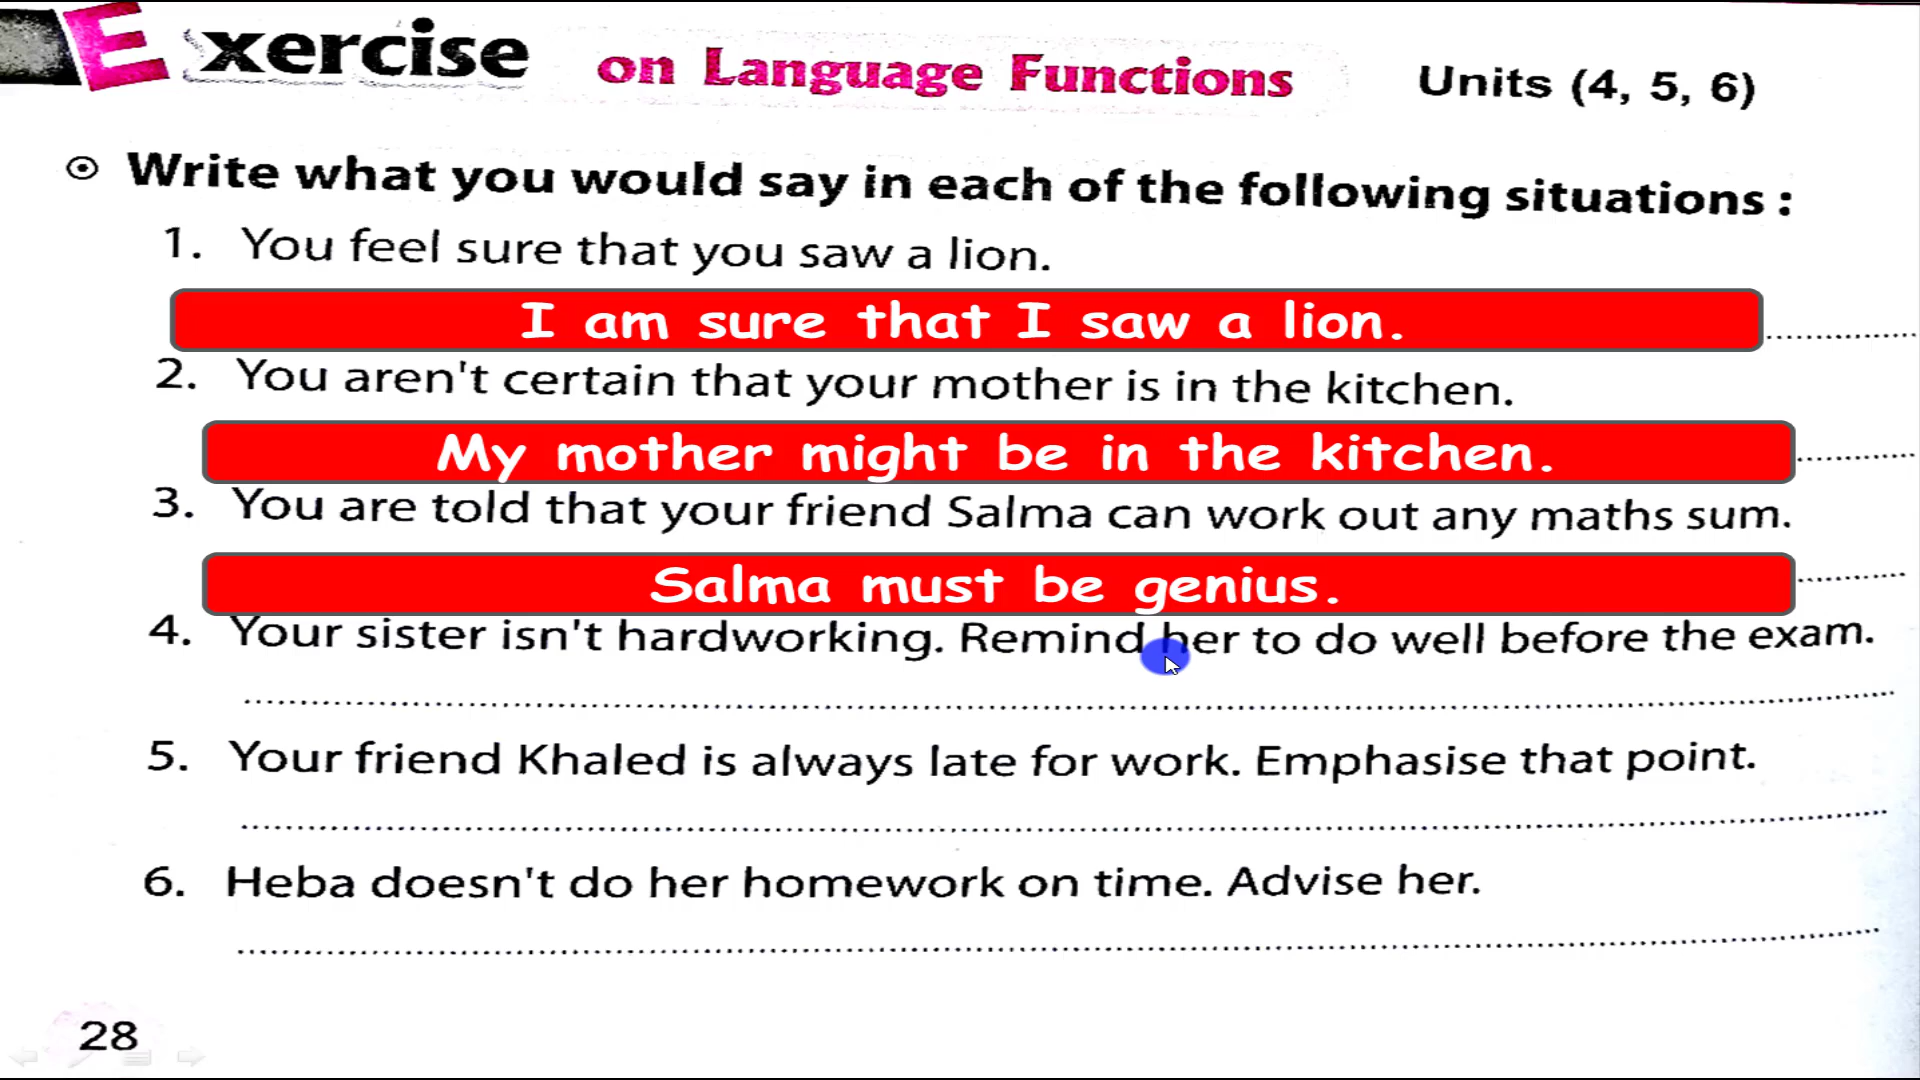 Exercise on Language Functions Units (4, 5, 6)
Write what you would say in each of the following situations :
1. You feel sure that you saw a lion.
I am sure that I saw a lion.
2. You aren't certain that your mother is in the kitchen.
My mother might be in the kitchen.
3. You are told that your friend Salma can work out any maths sum.
Salma must be genius.
4. Your sister isn't hardworking. Remind her to do well before the exam.
5. Your friend Khaled is always late for work. Emphasise that point.
6. Heba doesn't do her homework on time. Advise her.
28